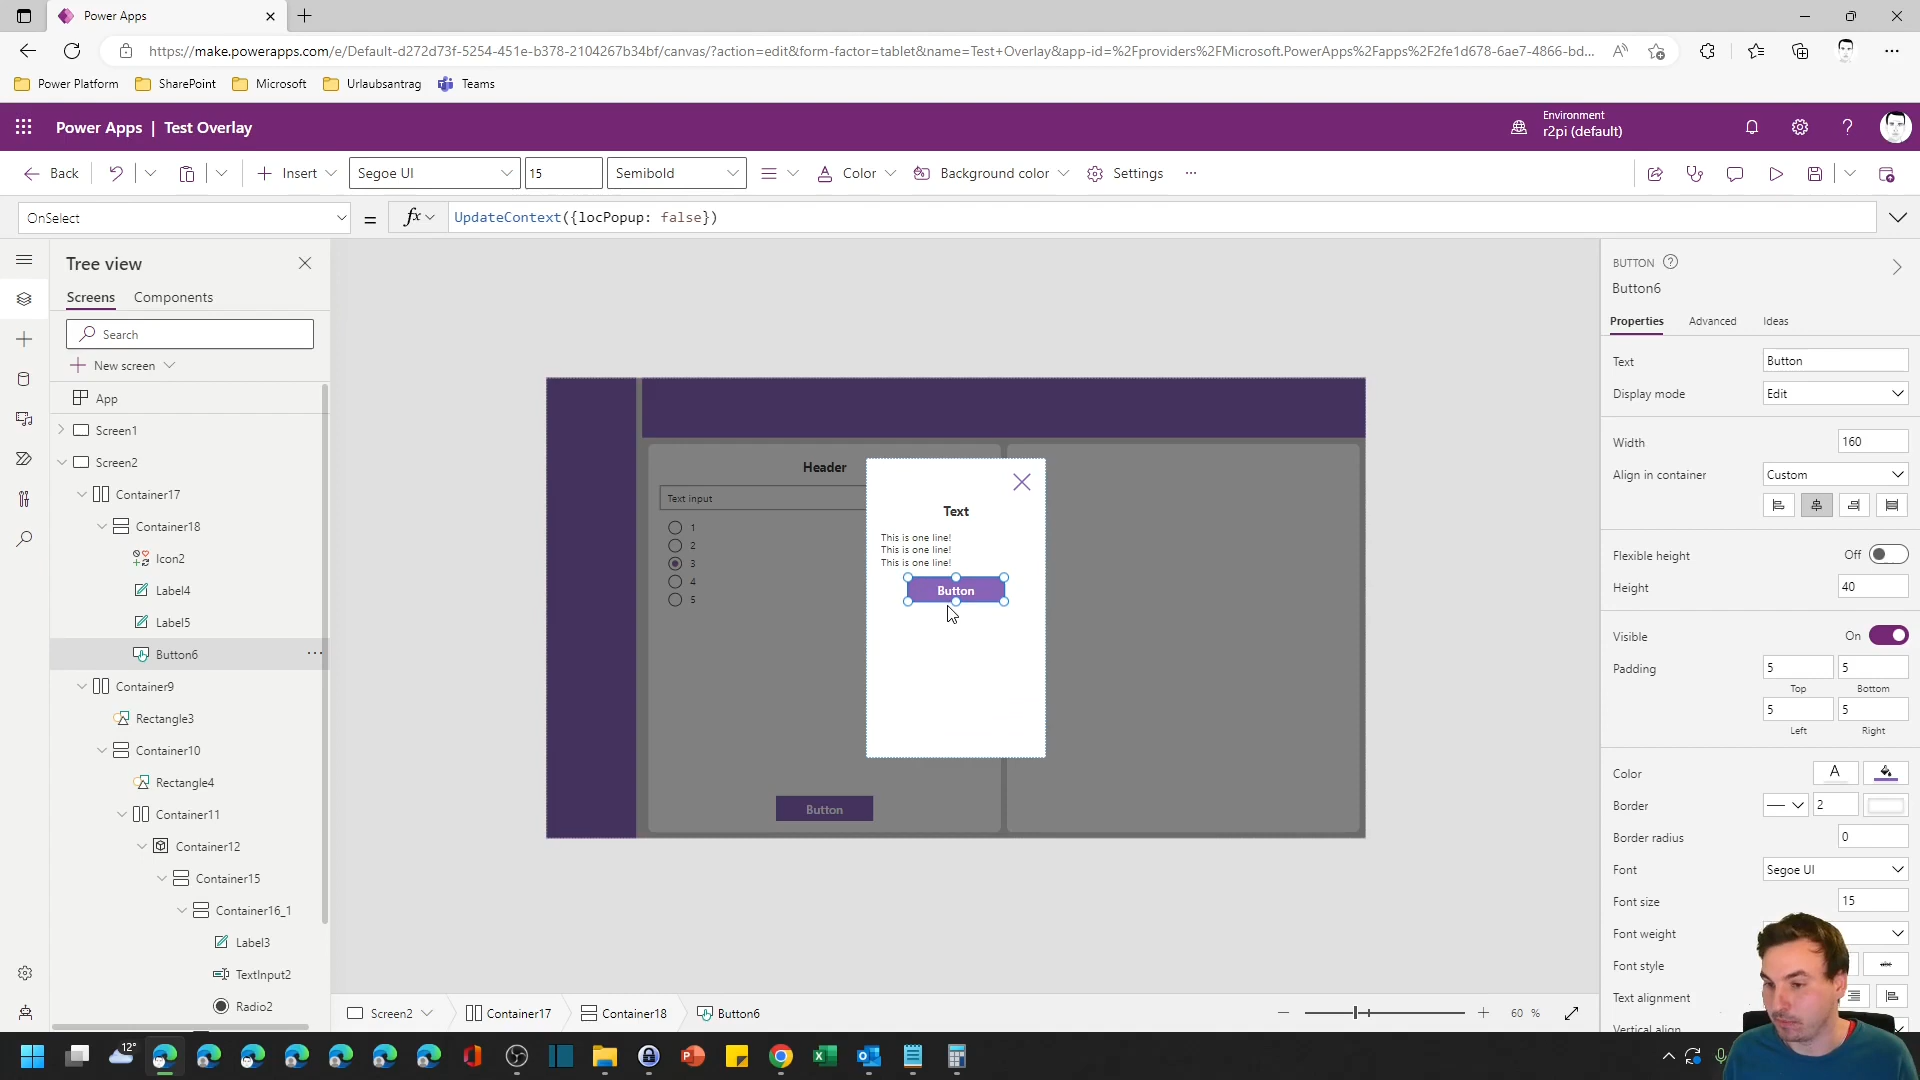 Power Apps
https://make.powerapps.com/e/Default-d272d73f-5254-451e-b378-2104267b34bf/canvas/?action=edit&form-factor=tablet&name=Test+Overlay&app-id=%2Fproviders%2FMicrosoft.PowerApps%2Fapps%2F2fe1d678-6ae7-4866-bd...
Power Platform SharePoint Microsoft Urlaubsantrag Teams
Power Apps | Test Overlay
Environment
r2pi (default)
Back Insert Segoe UI 15 Semibold Color Background color Settings
OnSelect = fx UpdateContext({locPopup: false})
Tree view
Screens Components
Search
New screen
App
Screen1
Screen2
Container17
Container18
Icon2
Label4
Label5
Button6
Container9
Rectangle3
Container10
Rectangle4
Container11
Container12
Container15
Container16_1
Label3
TextInput2
Radio2
Header
Text input
1
2
3
4
5
Button
Text
This is one line!
This is one line!
This is one line!
Button
Screen2 Container17 Container18 Button6
60 %
BUTTON
Button6
Properties Advanced Ideas
Text Button
Display mode Edit
Width 160
Align in container Custom
Flexible height Off
Height 40
Visible On
Padding 5 5
Top Bottom
5 5
Left Right
Color A
Border 2
Border radius 0
Font Segoe UI
Font size 15
Font weight
Font style
Text alignment
Vertical align
12°